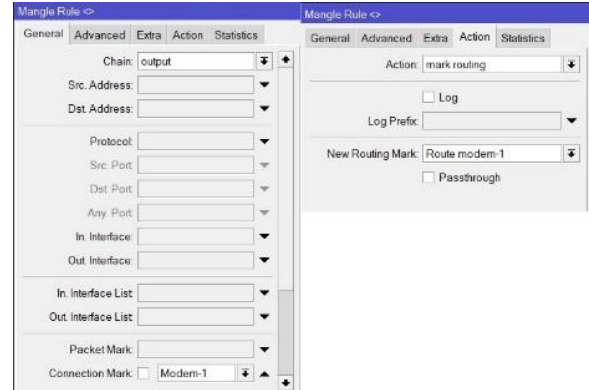 Mangle Rule <>
General Advanced Extra Action Statistics
Chain: output
Src. Address:
Dst. Address:
Protocol:
Src. Port:
Dst. Port:
Any. Port:
In. Interface:
Out. Interface:
In. Interface List:
Out. Interface List:
Packet Mark:
Connection Mark: Modem-1
Mangle Rule <>
General Advanced Extra Action Statistics
Action: mark routing
Log
Log Prefix:
New Routing Mark: Route modem-1
Passthrough